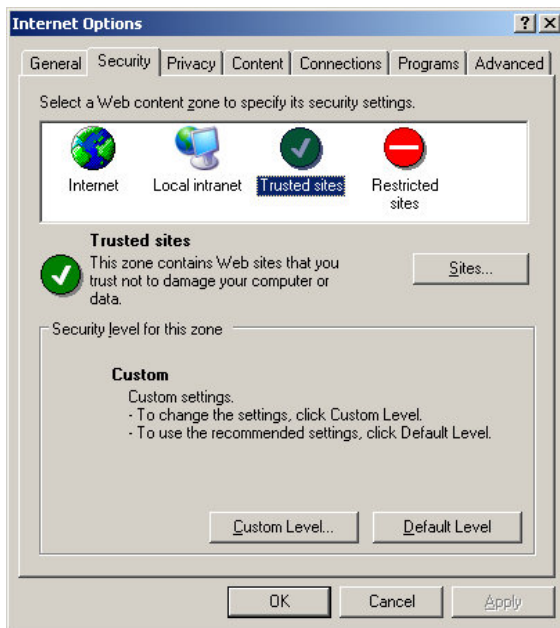 Internet Options
General Security Privacy Content Connections Programs Advanced
Select a Web content zone to specify its security settings.
Internet Local intranet Trusted sites Restricted
sites
Trusted sites
This zone contains Web sites that you
trust not to damage your computer or
data.
Sites...
Security level for this zone
Custom
Custom settings.
- To change the settings, click Custom Level.
- To use the recommended settings, click Default Level.
Custom Level... Default Level
OK Cancel Apply